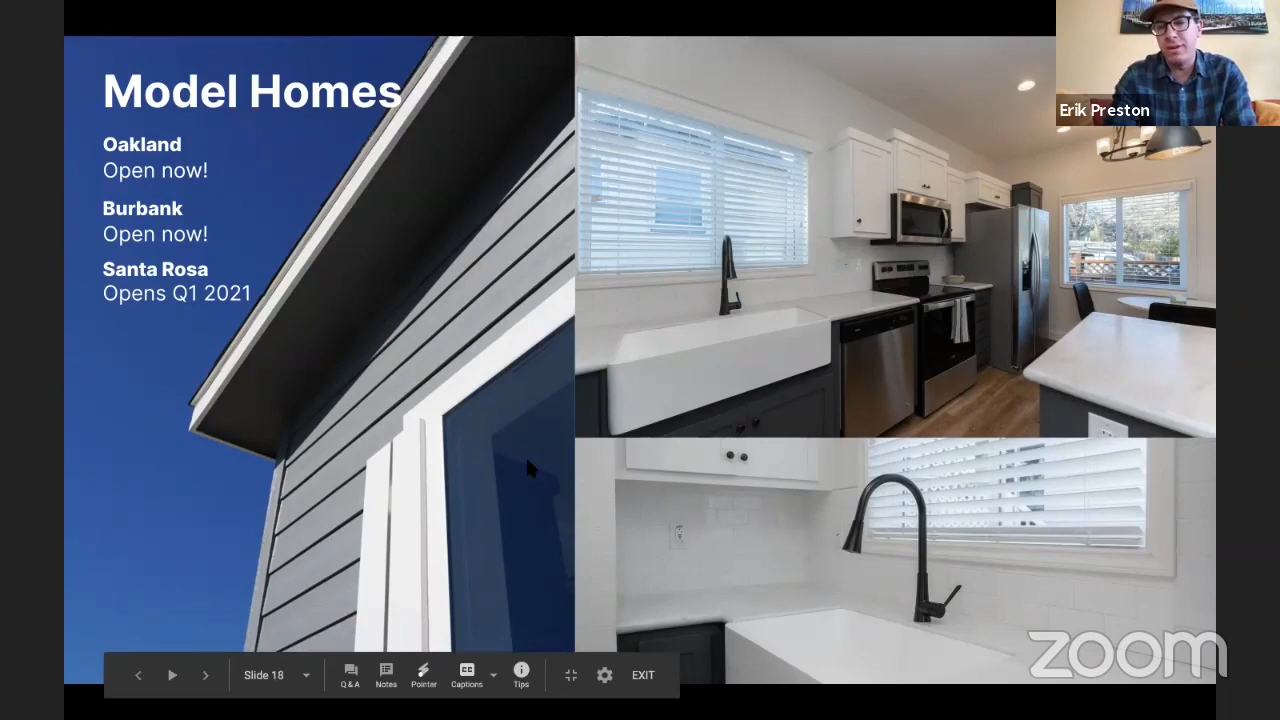 Model Homes
Oakland
Open now!
Burbank
Open now!
Santa Rosa
Opens Q1 2021
Erik Preston
Slide 18
Q & A
Notes
Pointer
Captions
Tips
EXIT
zoom